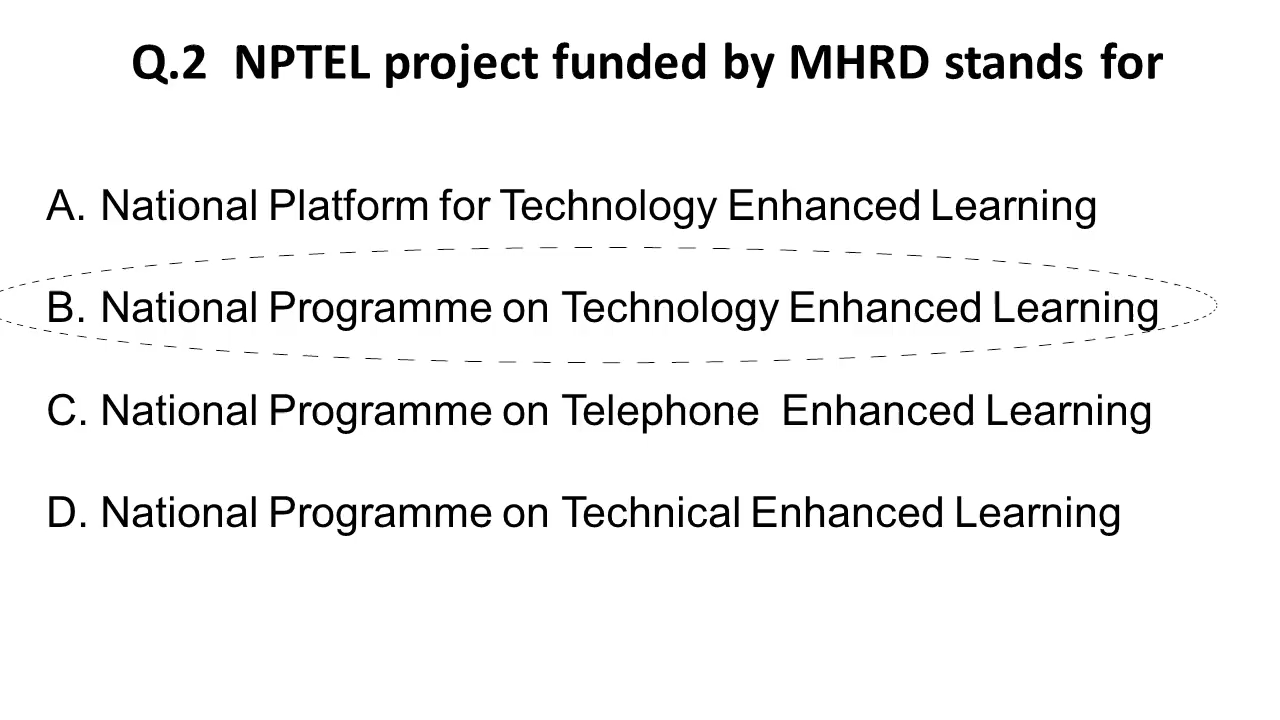 Q.2 NPTEL project funded by MHRD stands for
A. National Platform for Technology Enhanced Learning
B. National Programme on Technology Enhanced Learning
C. National Programme on Telephone Enhanced Learning
D. National Programme on Technical Enhanced Learning